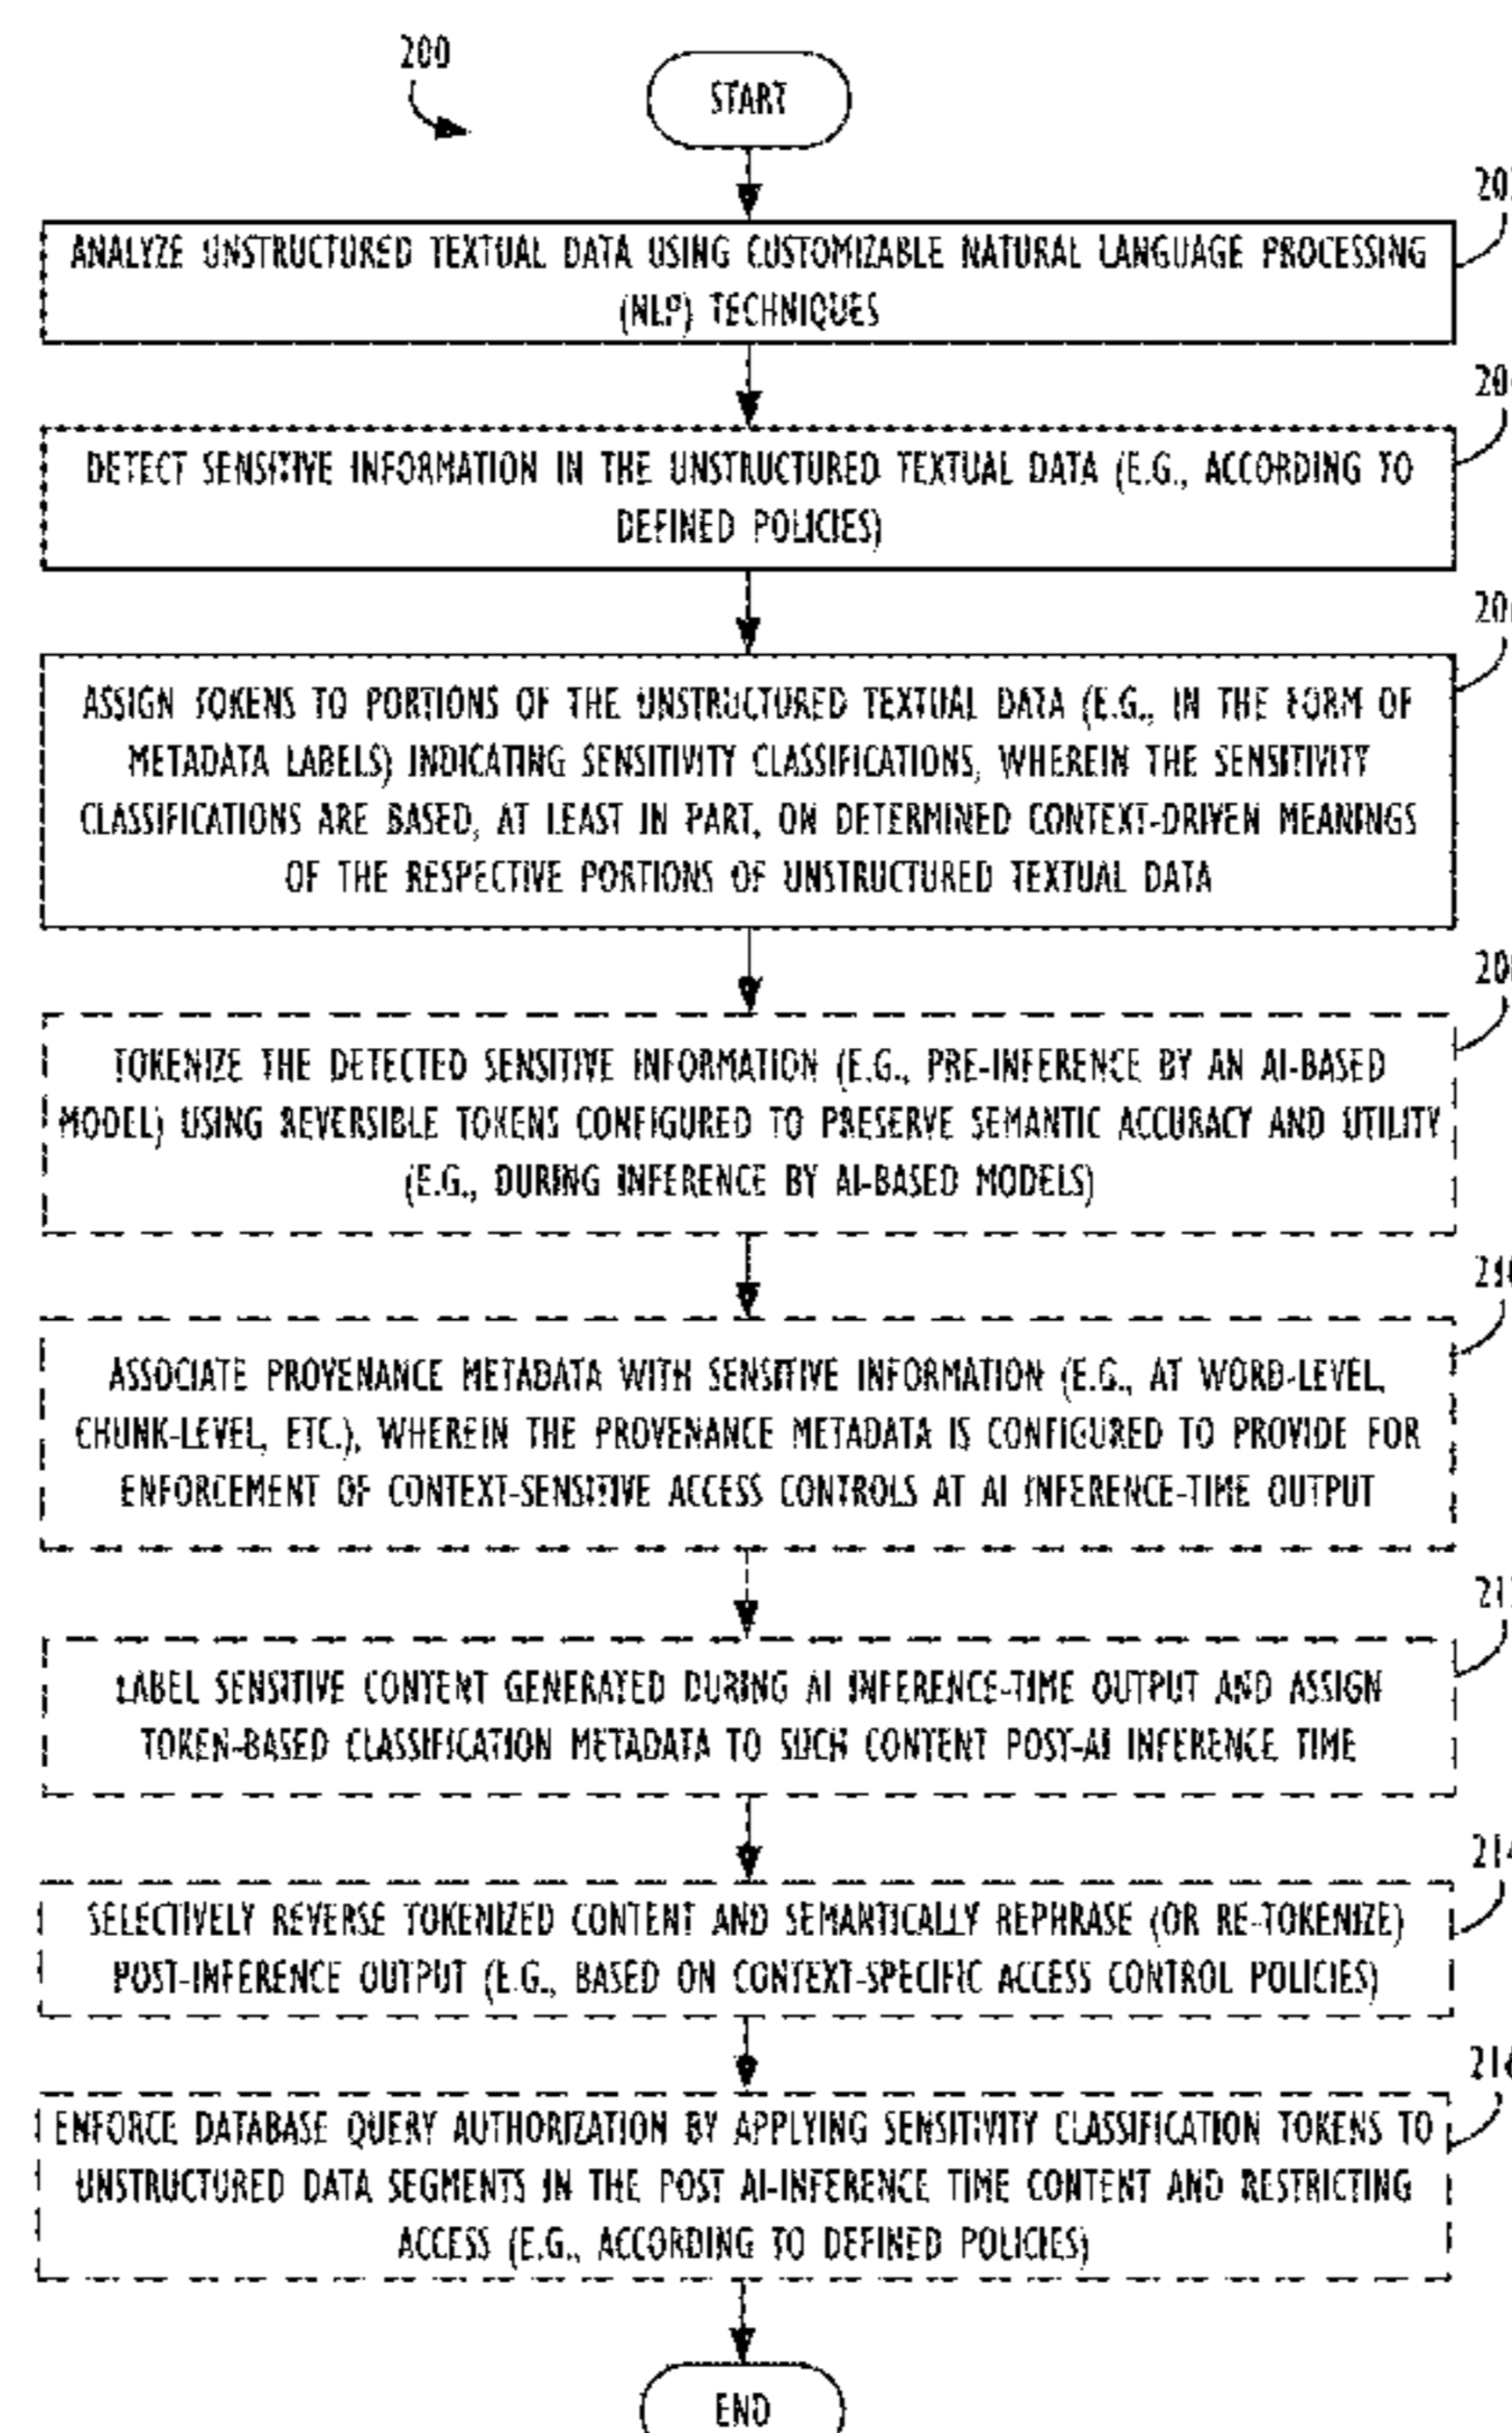 200
START
ANALYZE UNSTRUCTURED TEXTUAL DATA USING CUSTOMIZABLE NATURAL LANGUAGE PROCESSING
(NLP) TECHNIQUES
DETECT SENSITIVE INFORMATION IN THE UNSTRUCTURED TEXTUAL DATA (E.G., ACCORDING TO
DEFINED POLICIES)
ASSIGN TOKENS TO PORTIONS OF THE UNSTRUCTURED TEXTUAL DATA (E.G., IN THE FORM OF
METADATA LABELS) INDICATING SENSITIVITY CLASSIFICATIONS, WHEREIN THE SENSITIVITY
CLASSIFICATIONS ARE BASED, AT LEAST IN PART, ON DETERMINED CONTEXT-DRIVEN MEANINGS
OF THE RESPECTIVE PORTIONS OF UNSTRUCTURED TEXTUAL DATA
TOKENIZE THE DETECTED SENSITIVE INFORMATION (E.G., PRE-INFERENCE BY AN AI-BASED
MODEL) USING REVERSIBLE TOKENS CONFIGURED TO PRESERVE SEMANTIC ACCURACY AND UTILITY
(E.G., DURING INFERENCE BY AI-BASED MODELS)
210
ASSOCIATE PROVENANCE METADATA WITH SENSITIVE INFORMATION (E.G., AT WORD-LEVEL,
CHUNK-LEVEL, ETC.), WHEREIN THE PROVENANCE METADATA IS CONFIGURED TO PROVIDE FOR
ENFORCEMENT OF CONTEXT-SENSITIVE ACCESS CONTROLS AT AI INFERENCE-TIME OUTPUT
LABEL SENSITIVE CONTENT GENERATED DURING AI INFERENCE-TIME OUTPUT AND ASSIGN
TOKEN-BASED CLASSIFICATION METADATA TO SUCH CONTENT POST-AI INFERENCE TIME
214
SELECTIVELY REVERSE TOKENIZED CONTENT AND SEMANTICALLY REPHRASE (OR RE-TOKENIZE)
POST-INFERENCE OUTPUT (E.G., BASED ON CONTEXT-SPECIFIC ACCESS CONTROL POLICIES)
216
ENFORCE DATABASE QUERY AUTHORIZATION BY APPLYING SENSITIVITY CLASSIFICATION TOKENS TO
UNSTRUCTURED DATA SEGMENTS IN THE POST AI-INFERENCE TIME CONTENT AND RESTRICTING
ACCESS (E.G., ACCORDING TO DEFINED POLICIES)
END